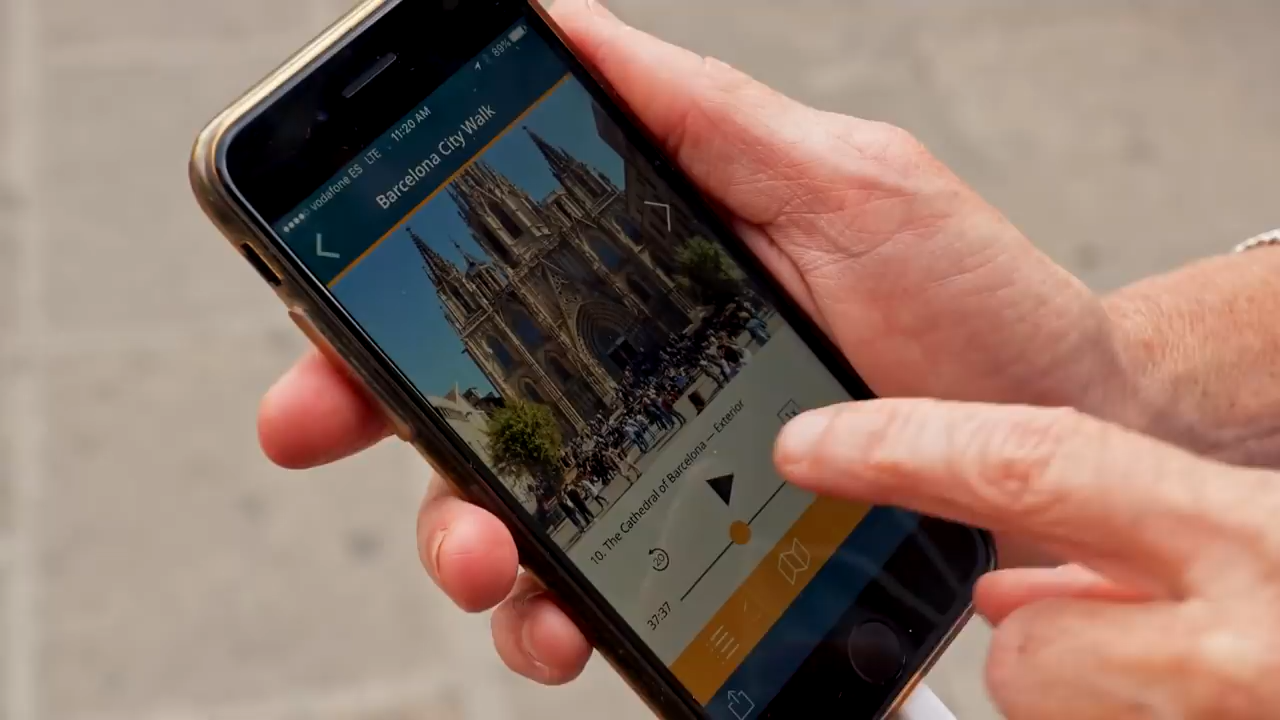 vodafone ES LTE 11:20 AM 89%
Barcelona City Walk
10. The Cathedral of Barcelona — Exterior
1x
20
37:37